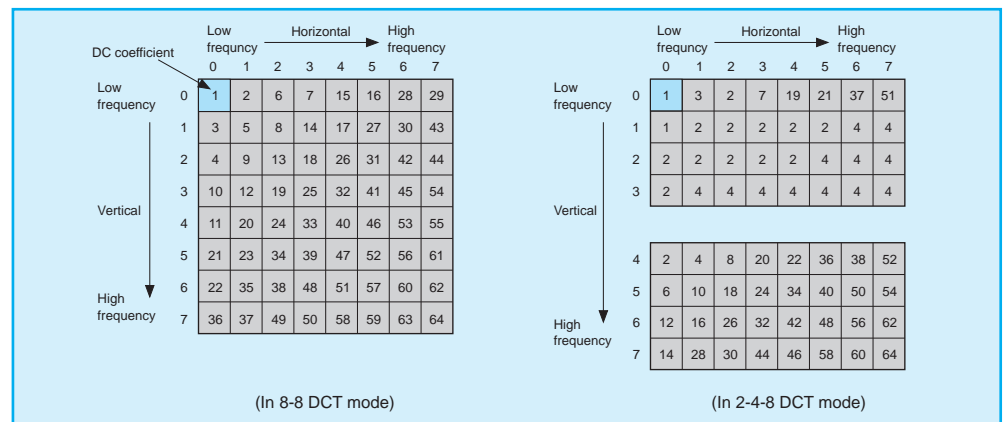 Low
frequncy
Horizontal
High
frequency
DC coefficient
0 1 2 3 4 5 6 7
Low
frequency
0 1 2 6 7 15 16 28 29
1 3 5 8 14 17 27 30 43
2 4 9 13 18 26 31 42 44
3 10 12 19 25 32 41 45 54
Vertical
4 11 20 24 33 40 46 53 55
5 21 23 34 39 47 52 56 61
6 22 35 38 48 51 57 60 62
High
frequency
7 36 37 49 50 58 59 63 64
(In 8-8 DCT mode)
Low
frequncy
Horizontal
High
frequency
0 1 2 3 4 5 6 7
Low
frequency
0 1 3 2 7 19 21 37 51
1 1 2 2 2 2 2 4 4
2 2 2 2 2 2 4 4 4
3 2 4 4 4 4 4 4 4
Vertical
4 2 4 8 20 22 36 38 52
5 6 10 18 24 34 40 50 54
High
frequency
6 12 16 26 32 42 48 56 62
7 14 28 30 44 46 58 60 64
(In 2-4-8 DCT mode)